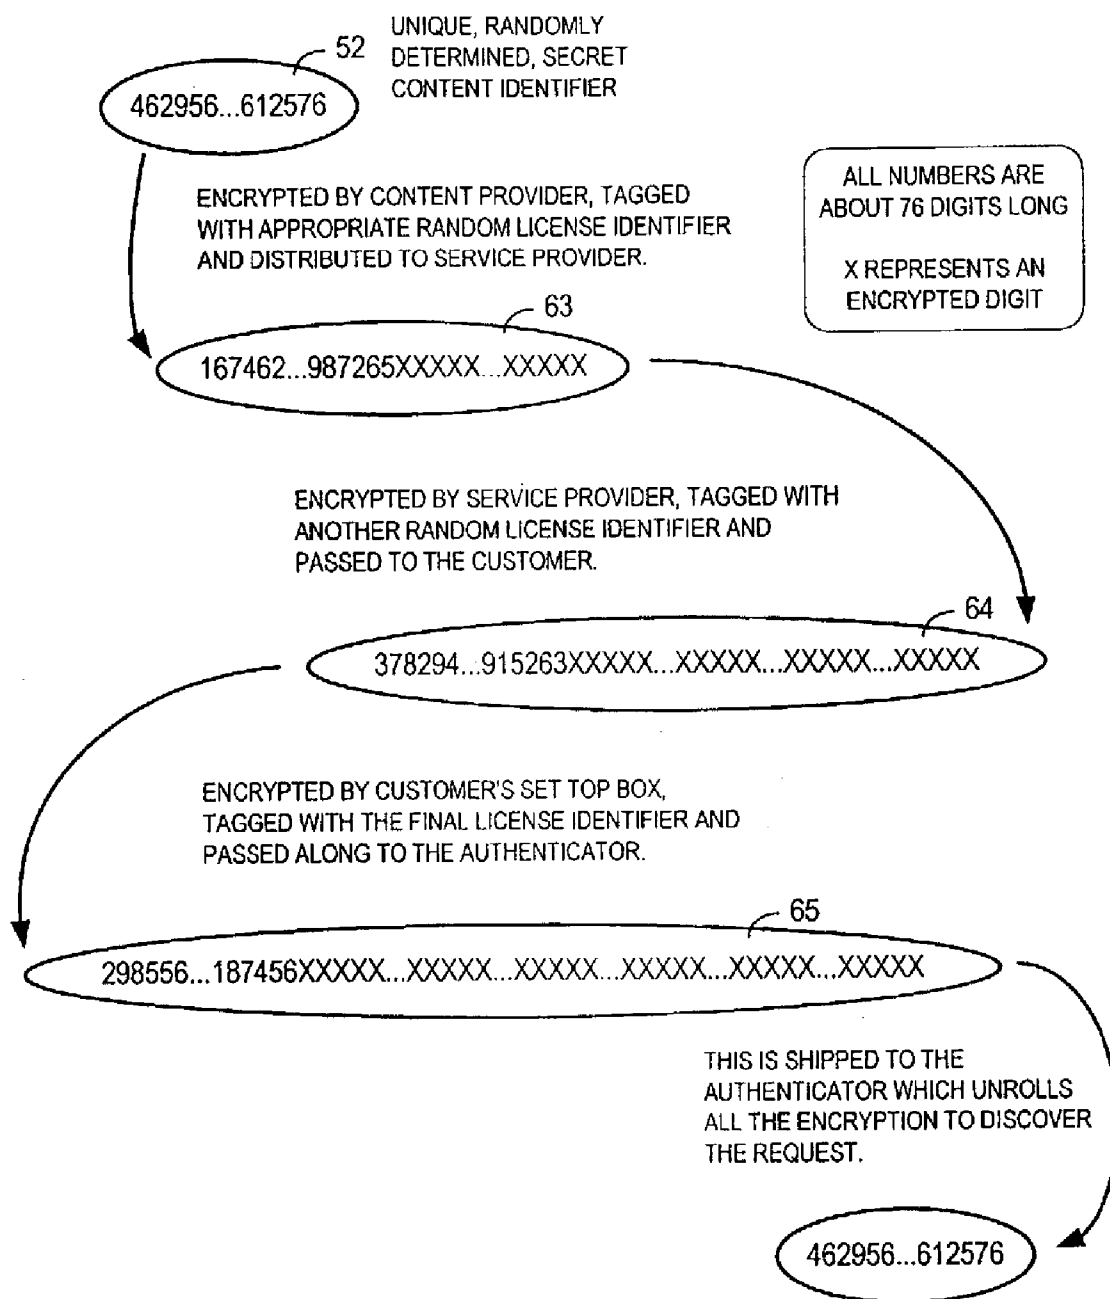 UNIQUE, RANDOMLY
DETERMINED, SECRET
CONTENT IDENTIFIER
52
462956...612576
ALL NUMBERS ARE
ABOUT 76 DIGITS LONG
X REPRESENTS AN
ENCRYPTED DIGIT
ENCRYPTED BY CONTENT PROVIDER, TAGGED
WITH APPROPRIATE RANDOM LICENSE IDENTIFIER
AND DISTRIBUTED TO SERVICE PROVIDER.
63
167462...987265XXXXX...XXXXX
ENCRYPTED BY SERVICE PROVIDER, TAGGED WITH
ANOTHER RANDOM LICENSE IDENTIFIER AND
PASSED TO THE CUSTOMER.
64
378294...915263XXXXX...XXXXX...XXXXX...XXXXX
ENCRYPTED BY CUSTOMER'S SET TOP BOX,
TAGGED WITH THE FINAL LICENSE IDENTIFIER AND
PASSED ALONG TO THE AUTHENTICATOR.
65
298556...187456XXXXX...XXXXX...XXXXX...XXXXX...XXXXX...XXXXX
THIS IS SHIPPED TO THE
AUTHENTICATOR WHICH UNROLLS
ALL THE ENCRYPTION TO DISCOVER
THE REQUEST.
462956...612576